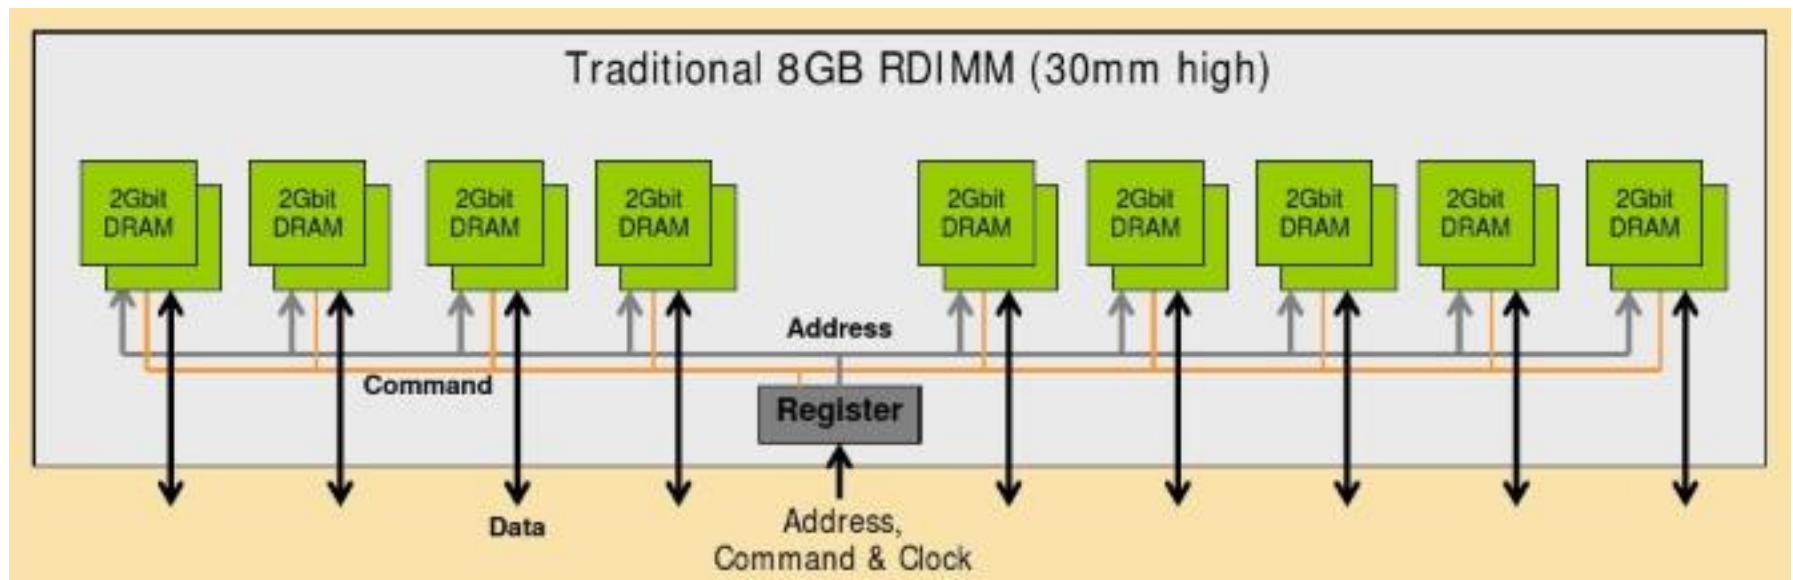 Traditional 8GB RDIMM (30mm high)
2Gbit
DRAM
2Gbit
DRAM
2Gbit
DRAM
2Gbit
DRAM
2Gbit
DRAM
2Gbit
DRAM
2Gbit
DRAM
2Gbit
DRAM
2Gbit
DRAM
Address
Command
Register
Data
Address,
Command & Clock